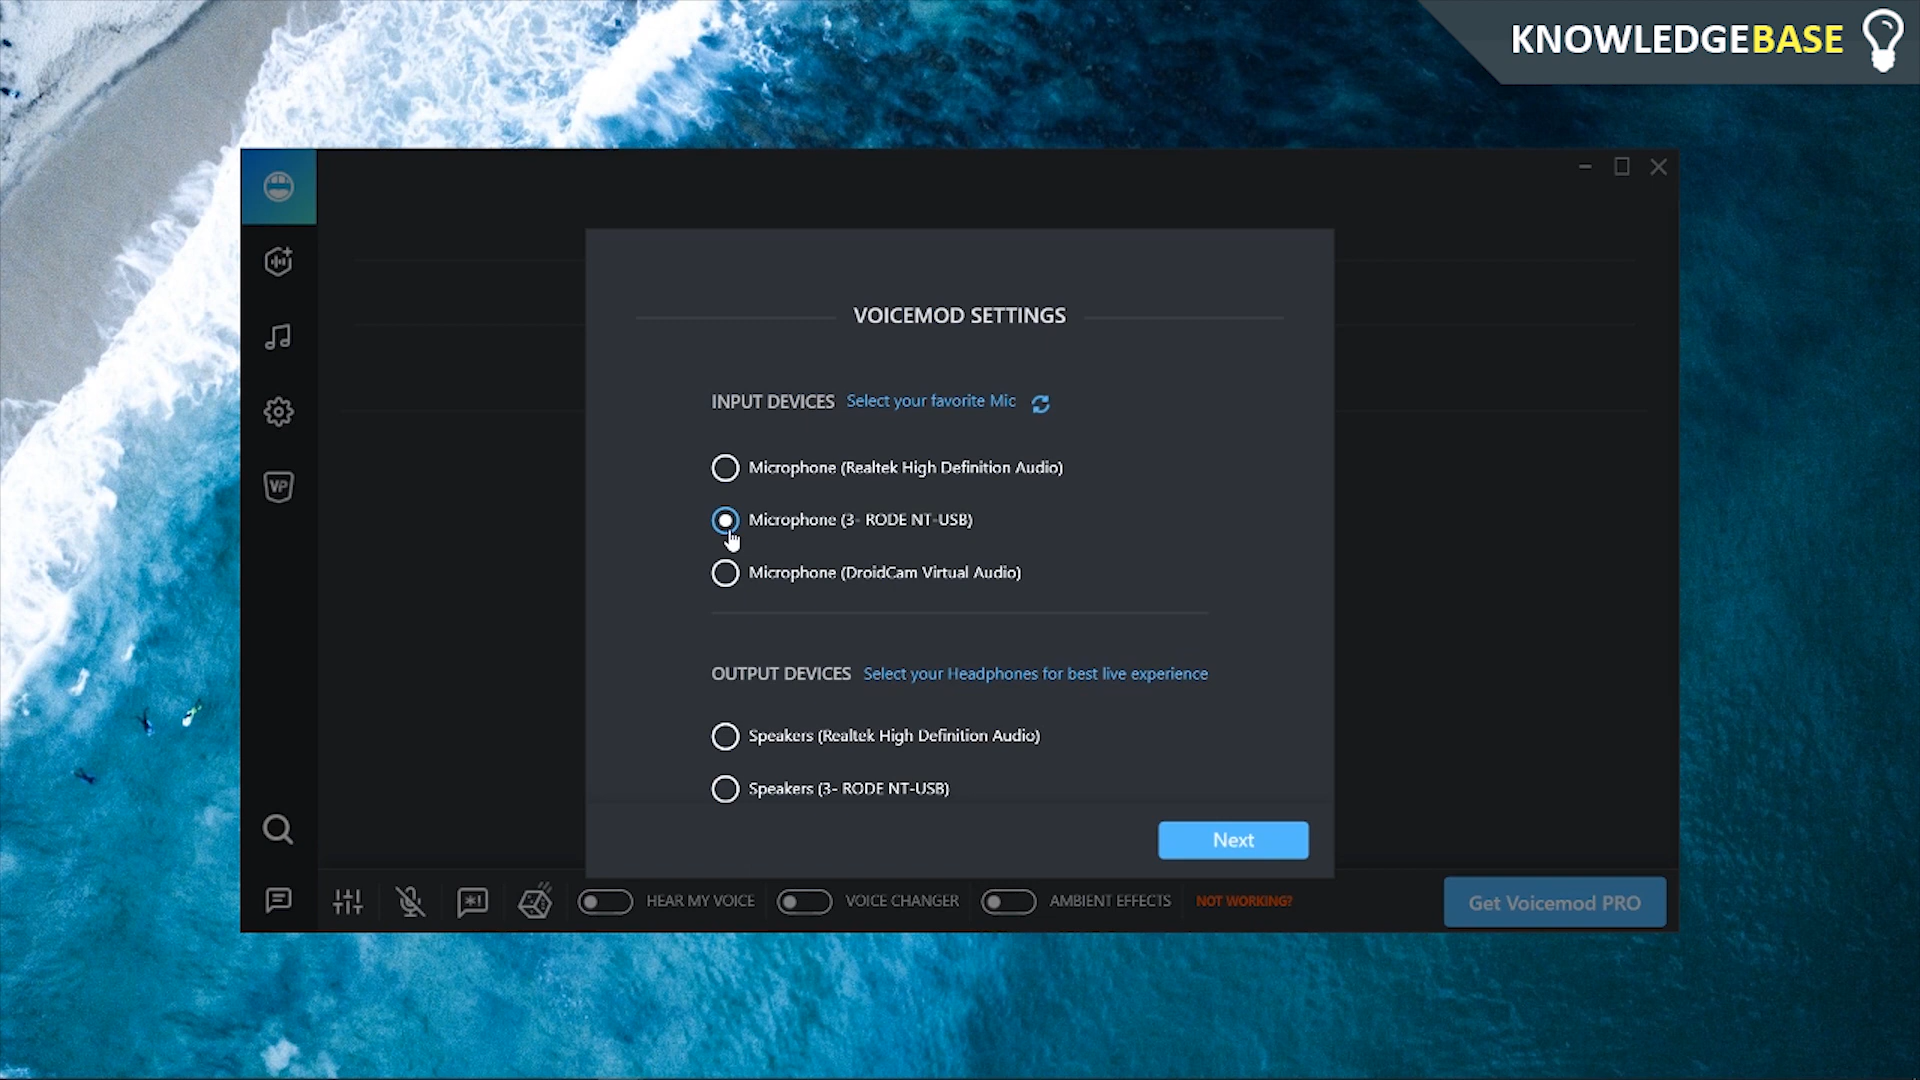 KNOWLEDGEBASE
VOICEMOD SETTINGS
INPUT DEVICES Select your favorite Mic
Microphone (Realtek High Definition Audio)
Microphone (3- RODE NT-USB)
Microphone (DroidCam Virtual Audio)
OUTPUT DEVICES Select your Headphones for best live experience
Speakers (Realtek High Definition Audio)
Speakers (3- RODE NT-USB)
Next
VP
HEAR MY VOICE VOICE CHANGER AMBIENT EFFECTS NOT WORKING? Get Voicemod PRO